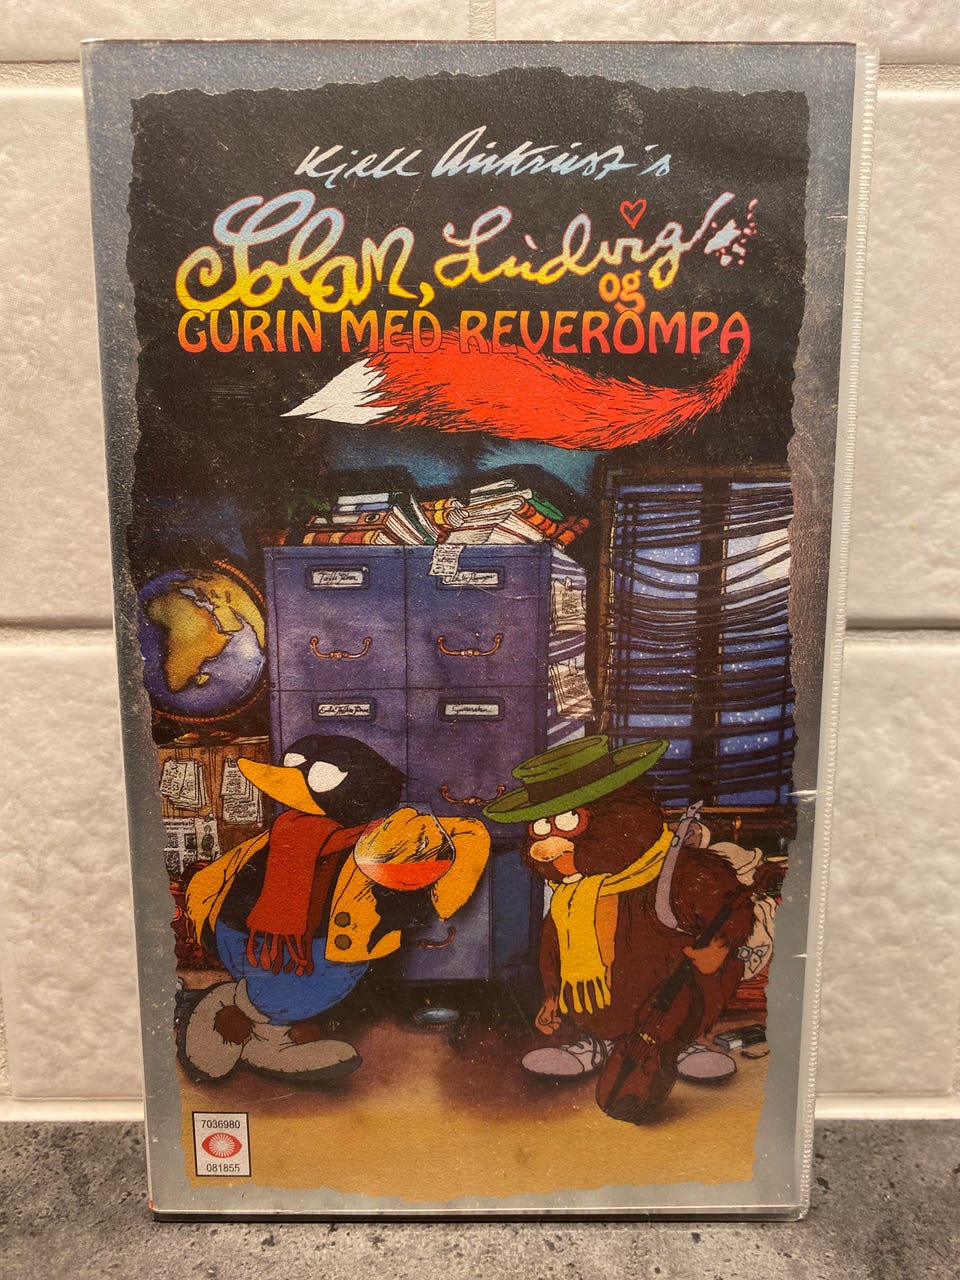 Kjell Aukrust's
Solan, Ludvig
og
GURIN MED REVEROMPA
7036980
081855